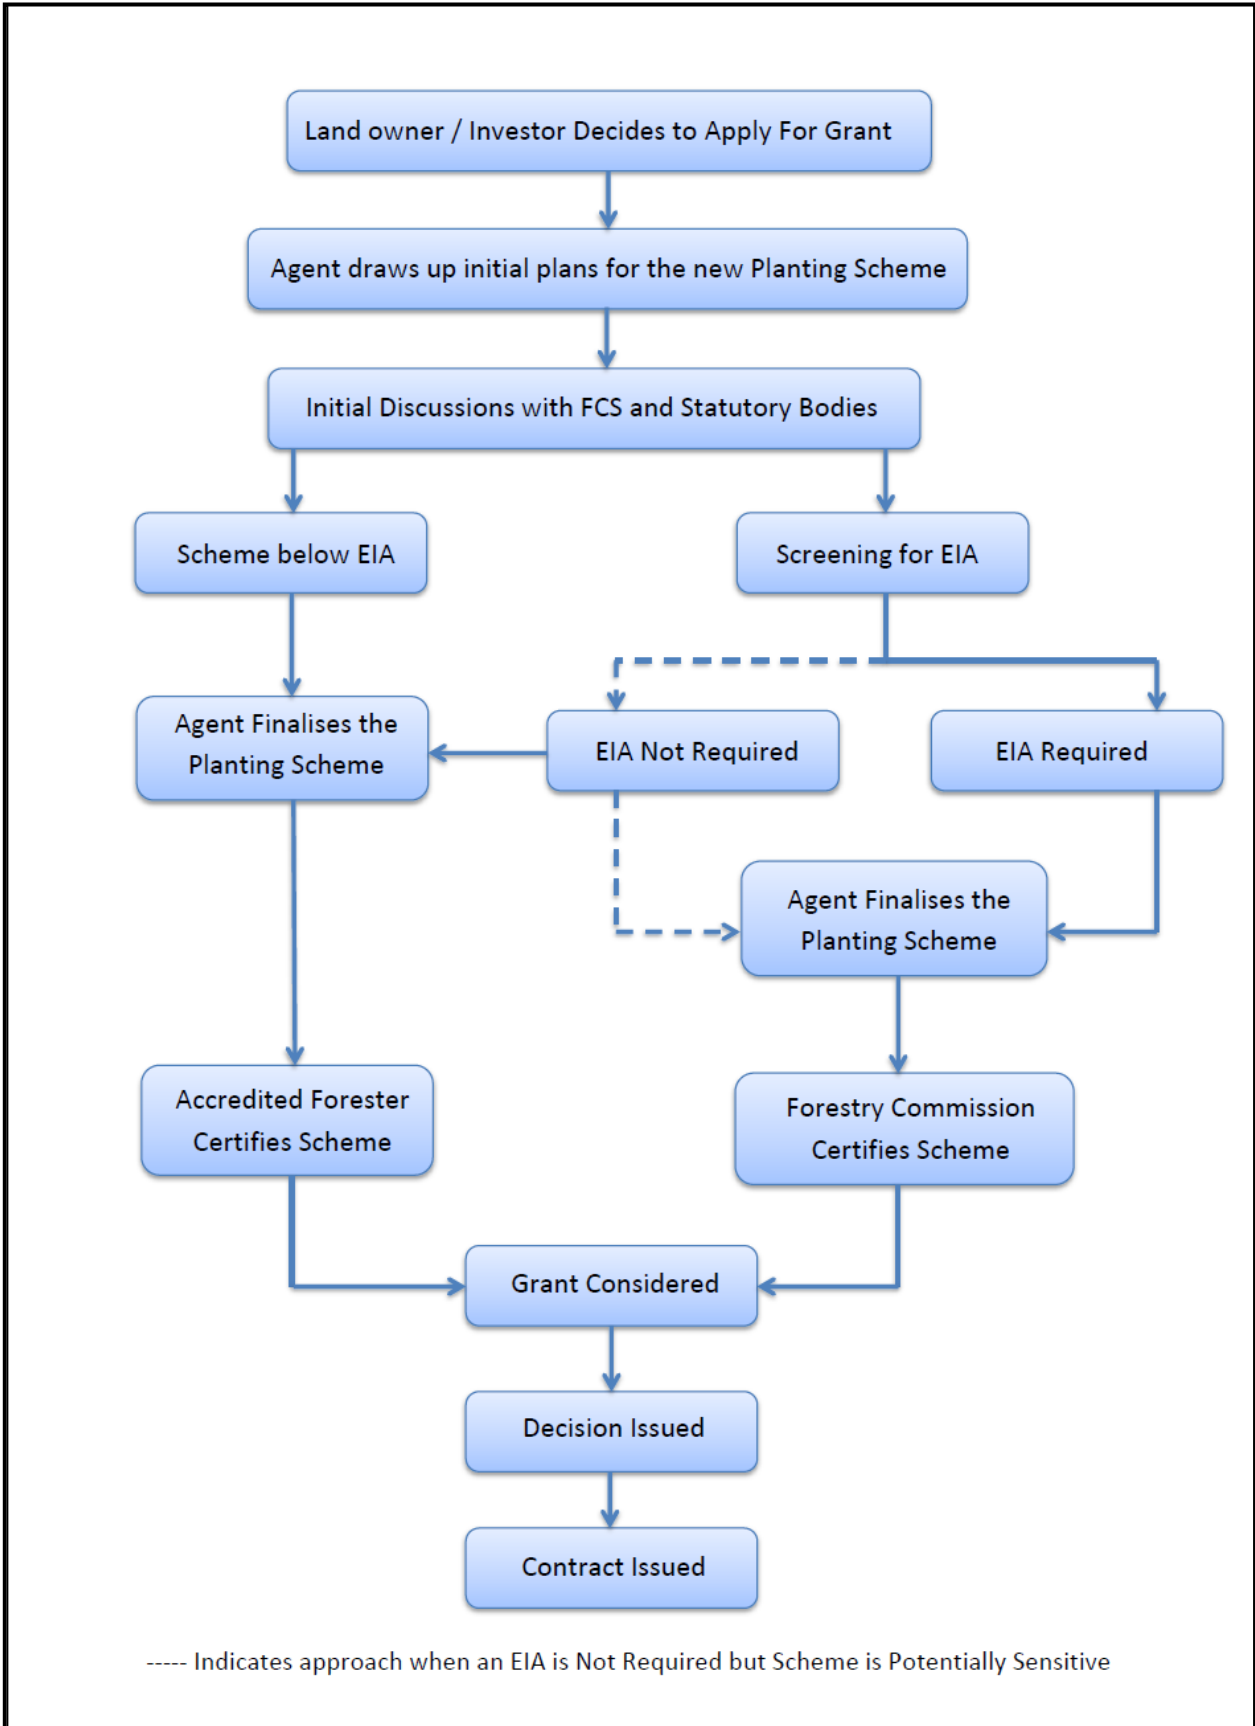 Land owner / Investor Decides to Apply For Grant
Agent draws up initial plans for the new Planting Scheme
Initial Discussions with FCS and Statutory Bodies
Scheme below EIA
Screening for EIA
Agent Finalises the
Planting Scheme
EIA Not Required
EIA Required
Agent Finalises the
Planting Scheme
Accredited Forester
Certifies Scheme
Forestry Commission
Certifies Scheme
Grant Considered
Decision Issued
Contract Issued
----- Indicates approach when an EIA is Not Required but Scheme is Potentially Sensitive